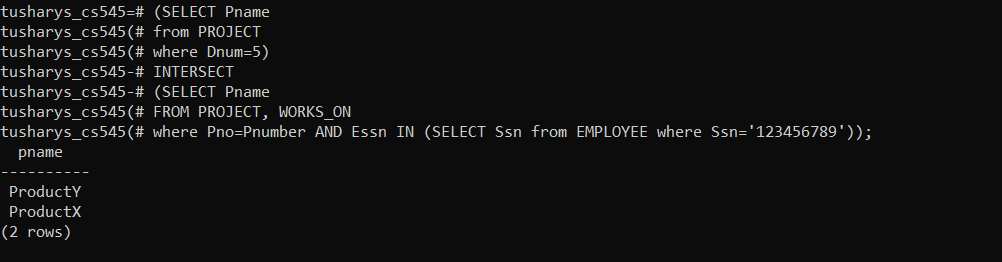 tusharys_cs545=# (SELECT Pname
tusharys_cs545(# from PROJECT
tusharys_cs545(# where Dnum=5)
tusharys_cs545-# INTERSECT
tusharys_cs545-# (SELECT Pname
tusharys_cs545(# FROM PROJECT, WORKS_ON
tusharys_cs545(# where Pno=Pnumber AND Essn IN (SELECT Ssn from EMPLOYEE where Ssn='123456789'));
  pname
----------
 ProductY
 ProductX
(2 rows)